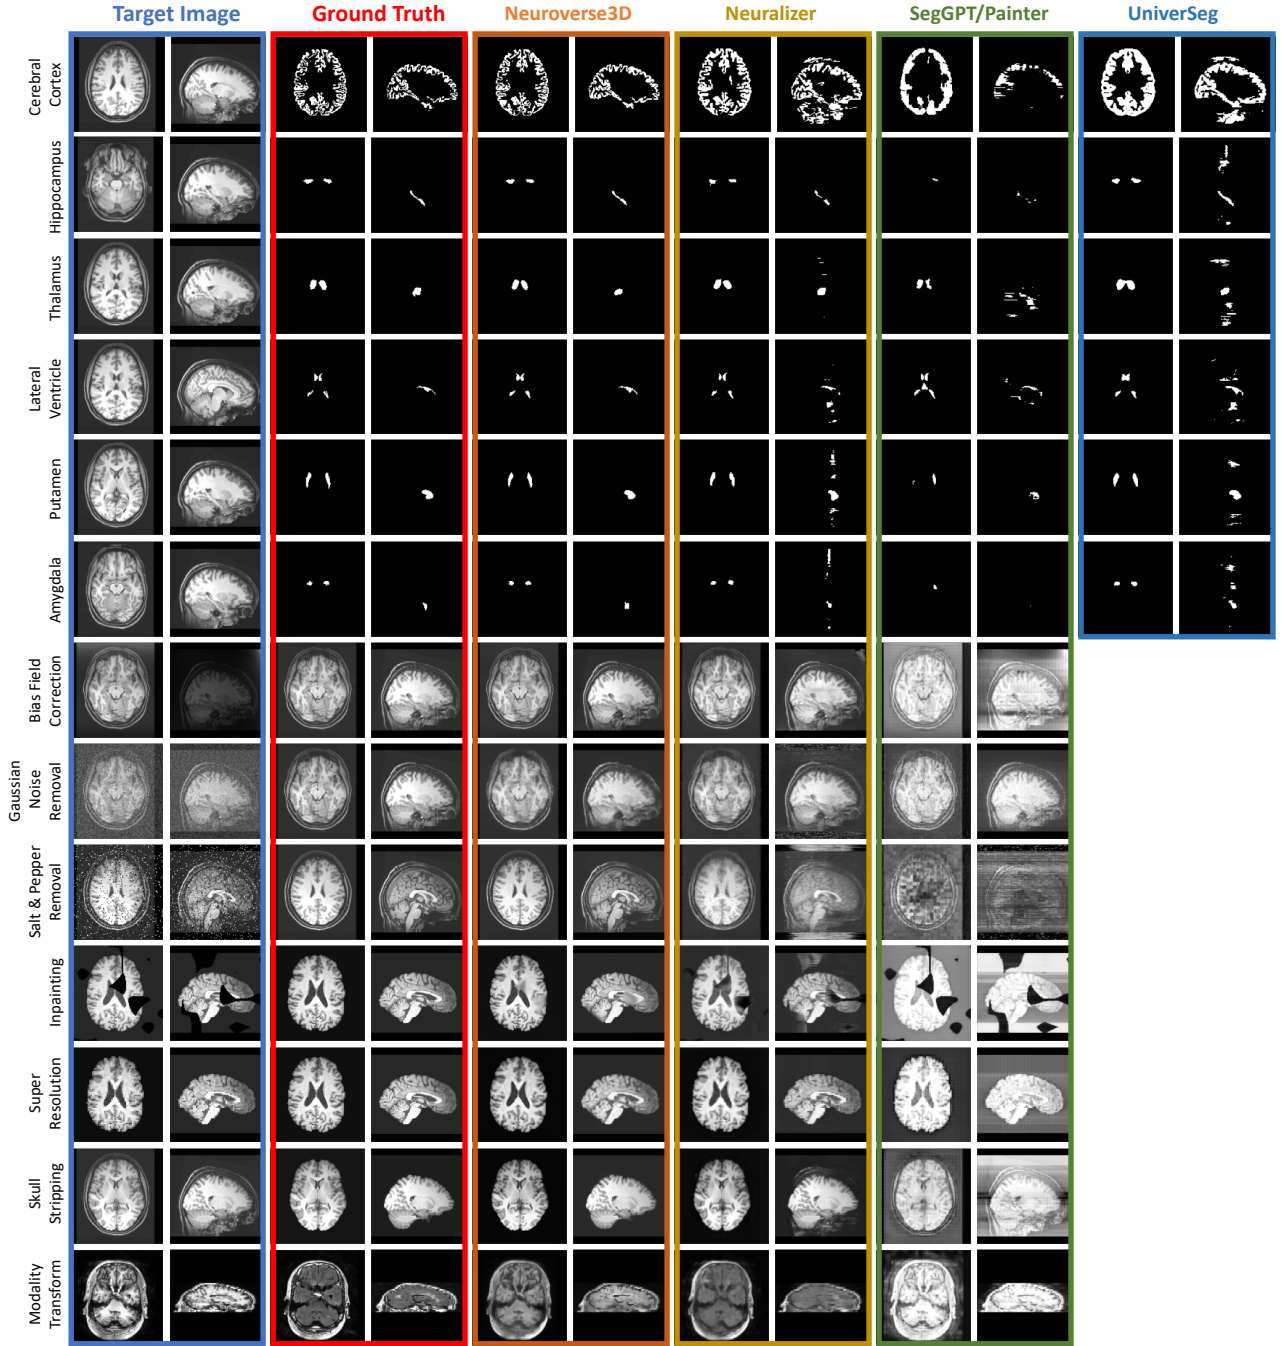 Target Image
Ground Truth
Neuroverse3D
Neuralizer
SegGPT/Painter
UniverSeg
Cerebral
Cortex
Hippocampus
Thalamus
Lateral
Ventricle
Putamen
Amygdala
Bias Field
Correction
Gaussian
Noise
Removal
Salt & Pepper
Removal
Inpainting
Super
Resolution
Skull
Stripping
Modality
Transform